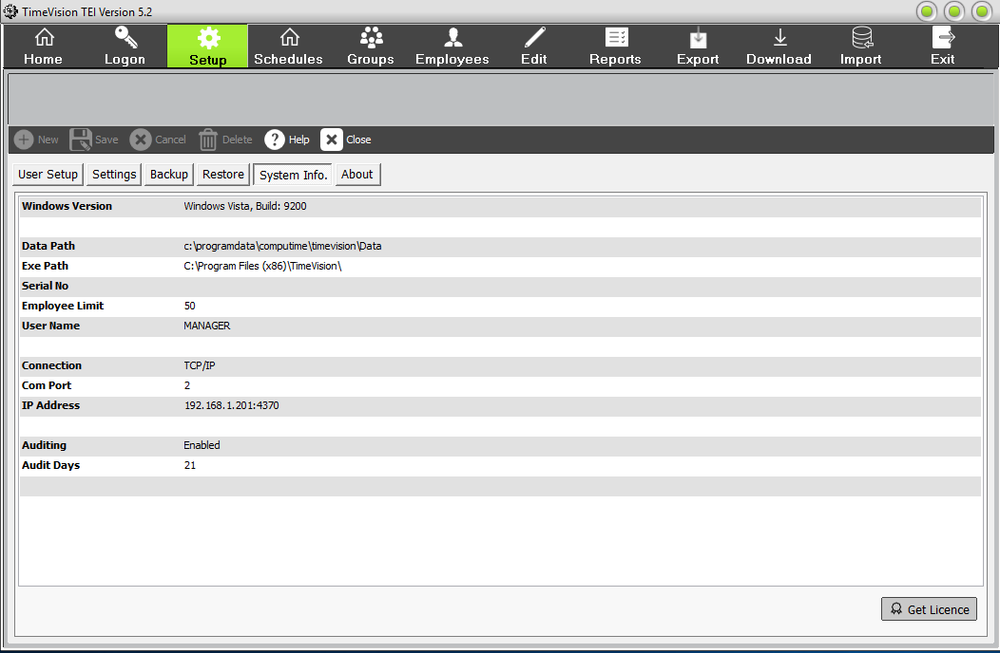 TimeVision TEI Version 5.2
Home Logon Setup Schedules Groups Employees Edit Reports Export Download Import Exit
New Save Cancel Delete ? Help Close
User Setup Settings Backup Restore System Info. About
Windows Version Windows Vista, Build: 9200
Data Path c:\programdata\computime\timevision\Data
Exe Path C:\Program Files (x86)\TimeVision\
Serial No
Employee Limit 50
User Name MANAGER
Connection TCP/IP
Com Port 2
IP Address 192.168.1.201:4370
Auditing Enabled
Audit Days 21
Get Licence